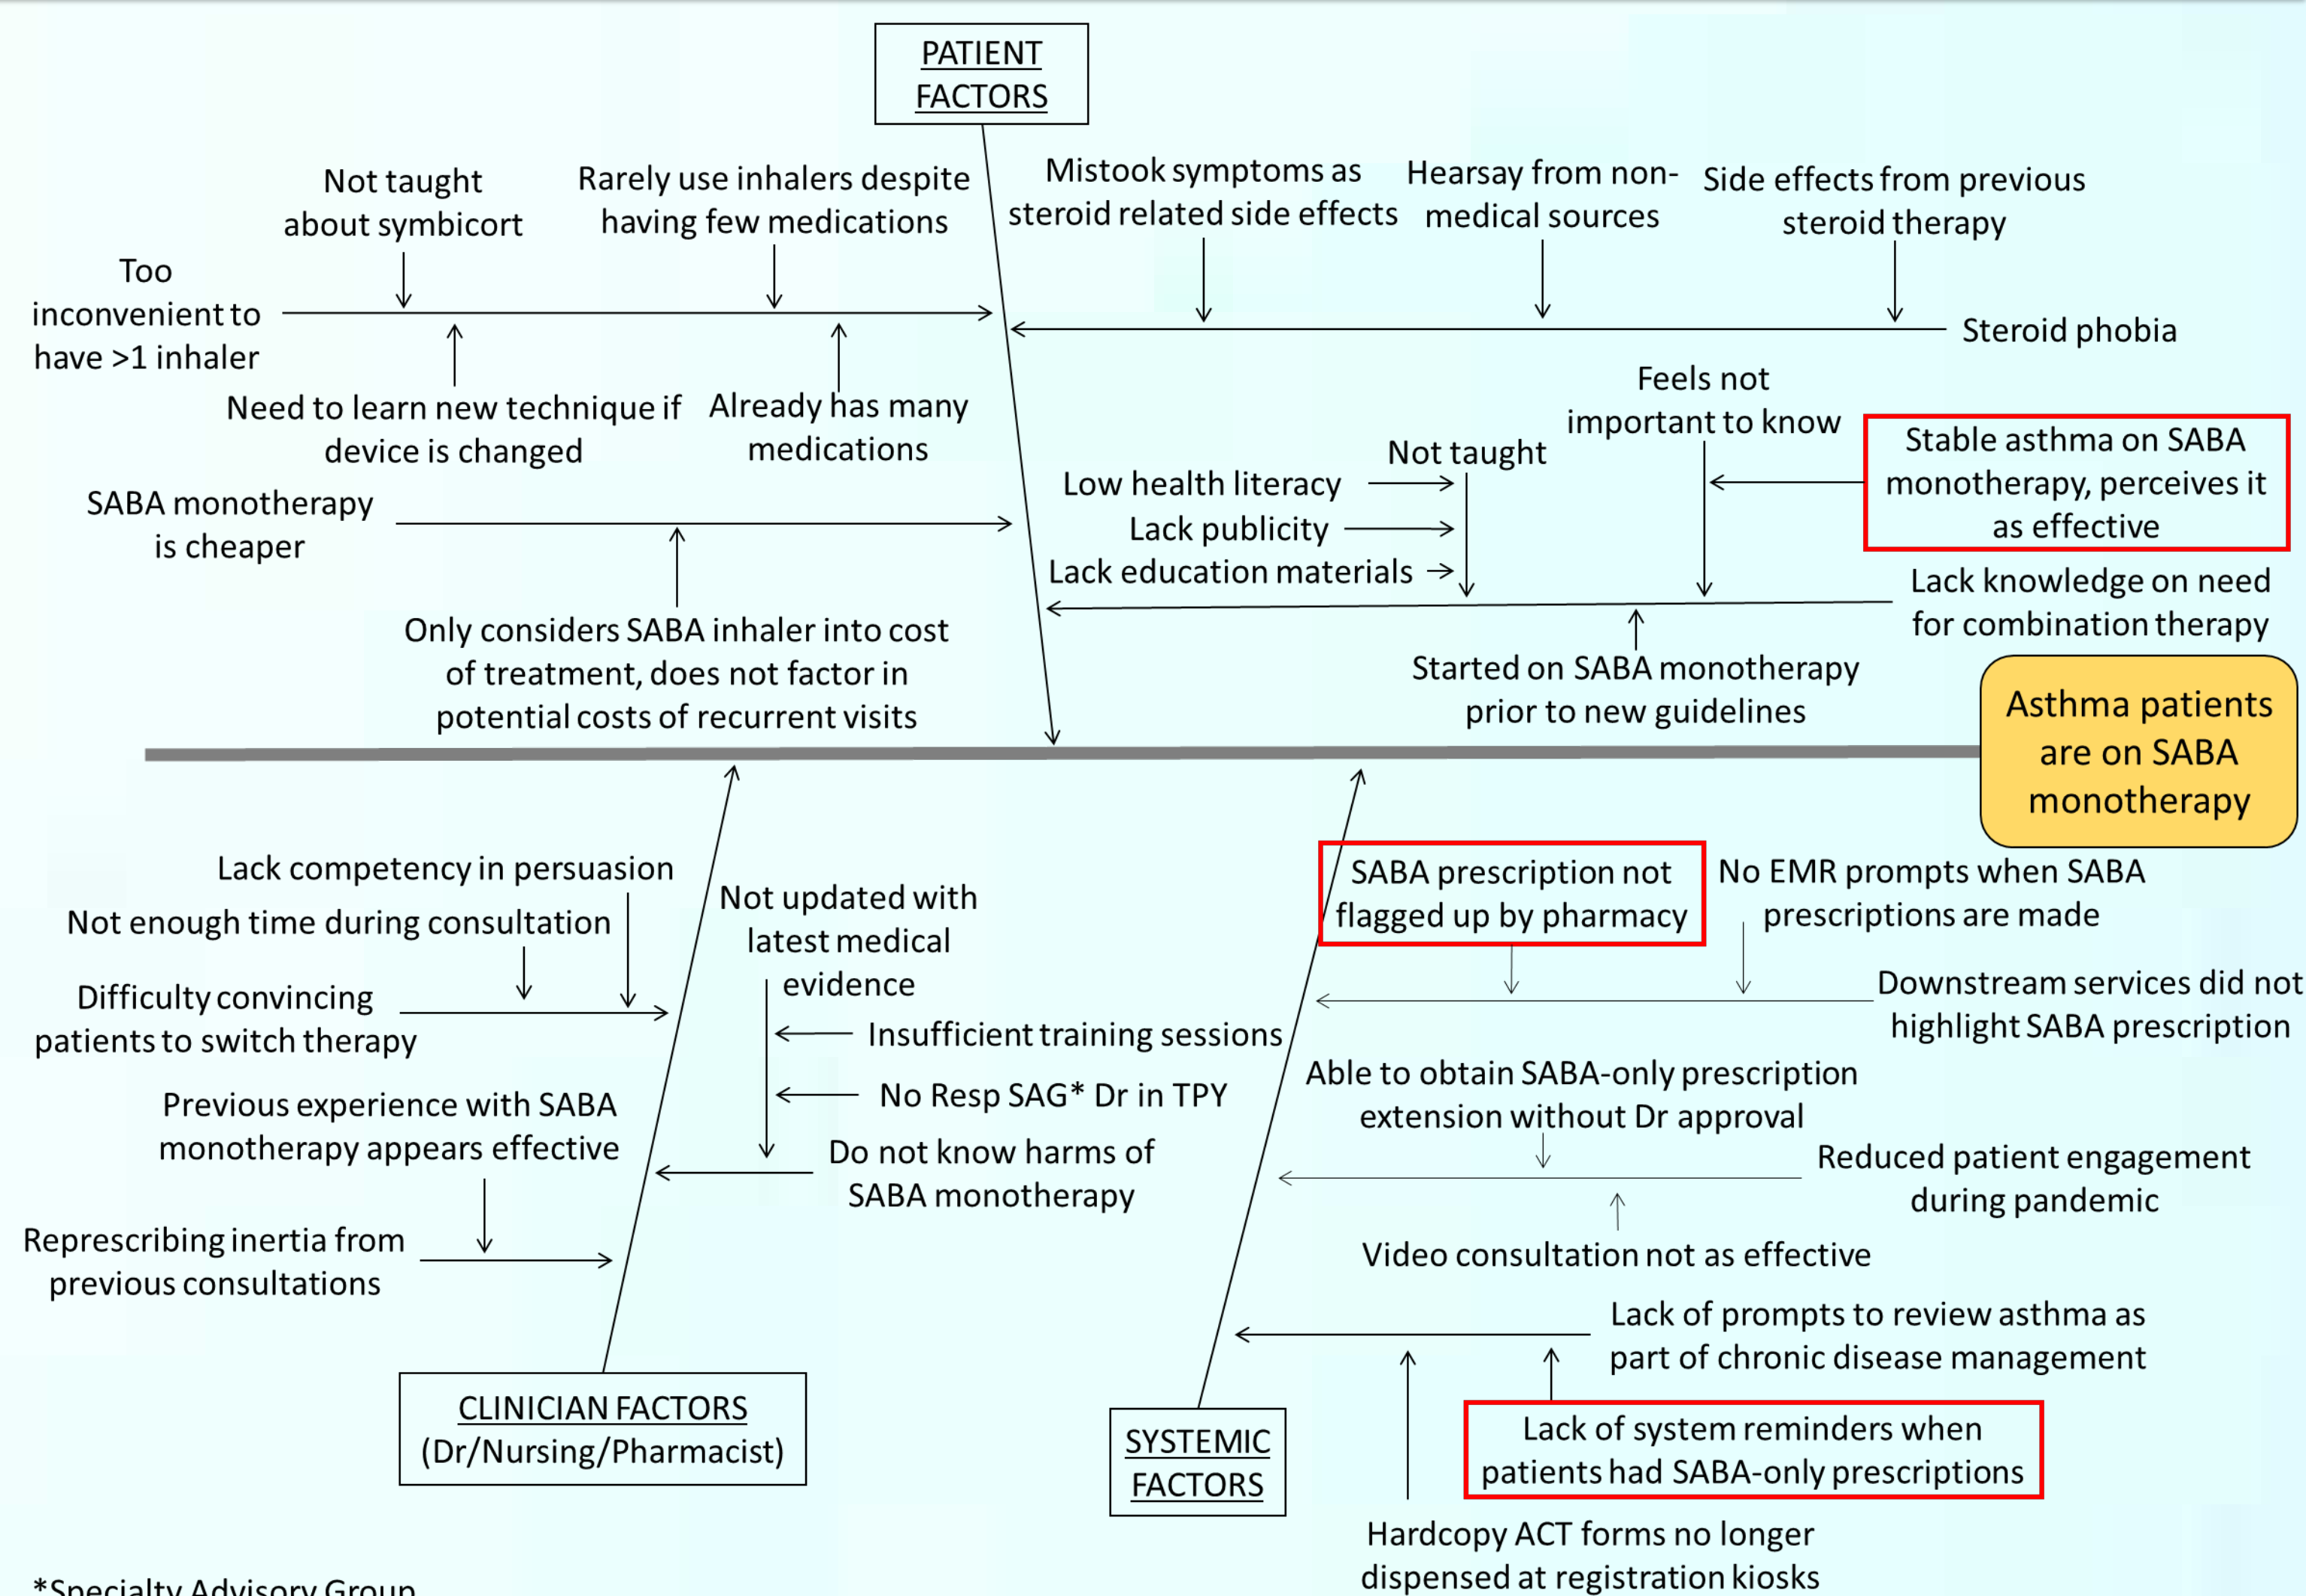 PATIENT
FACTORS
Not taught
about symbicort
Rarely use inhalers despite
having few medications
Mistook symptoms as
steroid related side effects
Hearsay from non-
medical sources
Side effects from previous
steroid therapy
Too
inconvenient to
have >1 inhaler
Steroid phobia
Need to learn new technique if
device is changed
Already has many
medications
Feels not
important to know
Stable asthma on SABA
monotherapy, perceives it
as effective
Not taught
Low health literacy
Lack publicity
Lack education materials
SABA monotherapy
is cheaper
Lack knowledge on need
for combination therapy
Only considers SABA inhaler into cost
of treatment, does not factor in
potential costs of recurrent visits
Started on SABA monotherapy
prior to new guidelines
Asthma patients
are on SABA
monotherapy
Lack competency in persuasion
Not enough time during consultation
Difficulty convincing
patients to switch therapy
Not updated with
latest medical
evidence
Insufficient training sessions
No Resp SAG* Dr in TPY
Do not know harms of
SABA monotherapy
Previous experience with SABA
monotherapy appears effective
Represcribing inertia from
previous consultations
CLINICIAN FACTORS
(Dr/Nursing/Pharmacist)
SABA prescription not
flagged up by pharmacy
No EMR prompts when SABA
prescriptions are made
Downstream services did not
highlight SABA prescription
Able to obtain SABA-only prescription
extension without Dr approval
Reduced patient engagement
during pandemic
Video consultation not as effective
Lack of prompts to review asthma as
part of chronic disease management
Lack of system reminders when
patients had SABA-only prescriptions
SYSTEMIC
FACTORS
Hardcopy ACT forms no longer
dispensed at registration kiosks
*Specialty Advisory Group